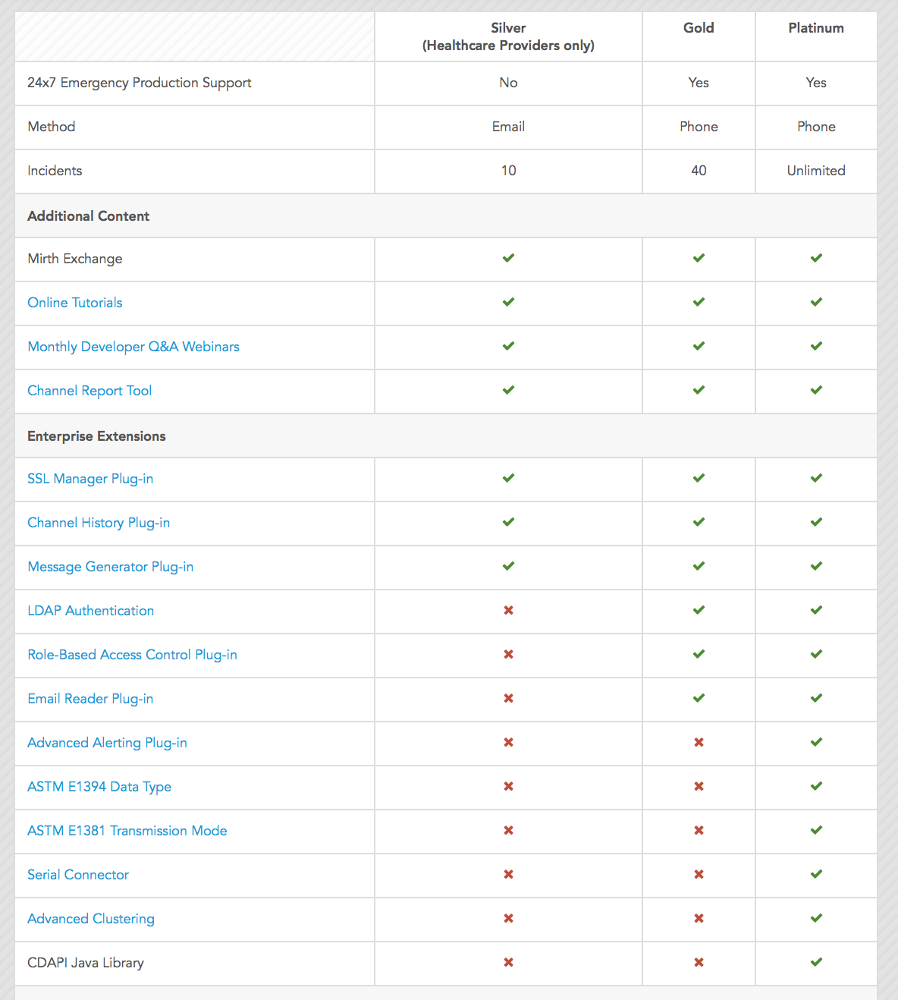 Silver
(Healthcare Providers only)
Gold
Platinum
24x7 Emergency Production Support
No
Yes
Yes
Method
Email
Phone
Phone
Incidents
10
40
Unlimited
Additional Content
Mirth Exchange
Online Tutorials
Monthly Developer Q&A Webinars
Channel Report Tool
Enterprise Extensions
SSL Manager Plug-in
Channel History Plug-in
Message Generator Plug-in
LDAP Authentication
Role-Based Access Control Plug-in
Email Reader Plug-in
Advanced Alerting Plug-in
ASTM E1394 Data Type
ASTM E1381 Transmission Mode
Serial Connector
Advanced Clustering
CDAPI Java Library